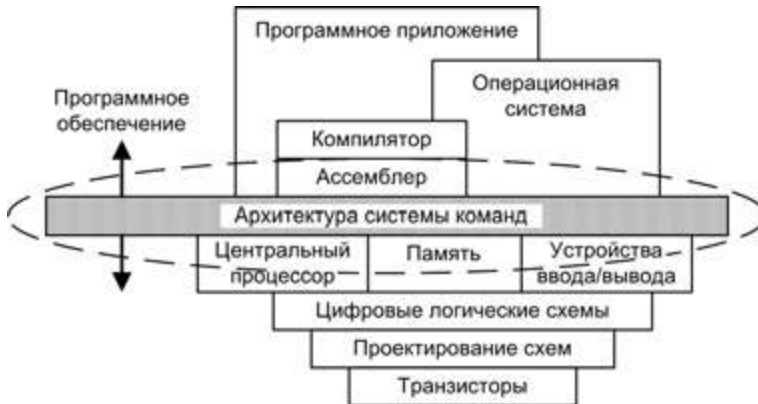 Программное приложение
Операционная
система
Программное
обеспечение
Компилятор
Ассемблер
Архитектура системы команд
Центральный
процессор
Память
Устройства
ввода/вывода
Цифровые логические схемы
Проектирование схем
Транзисторы